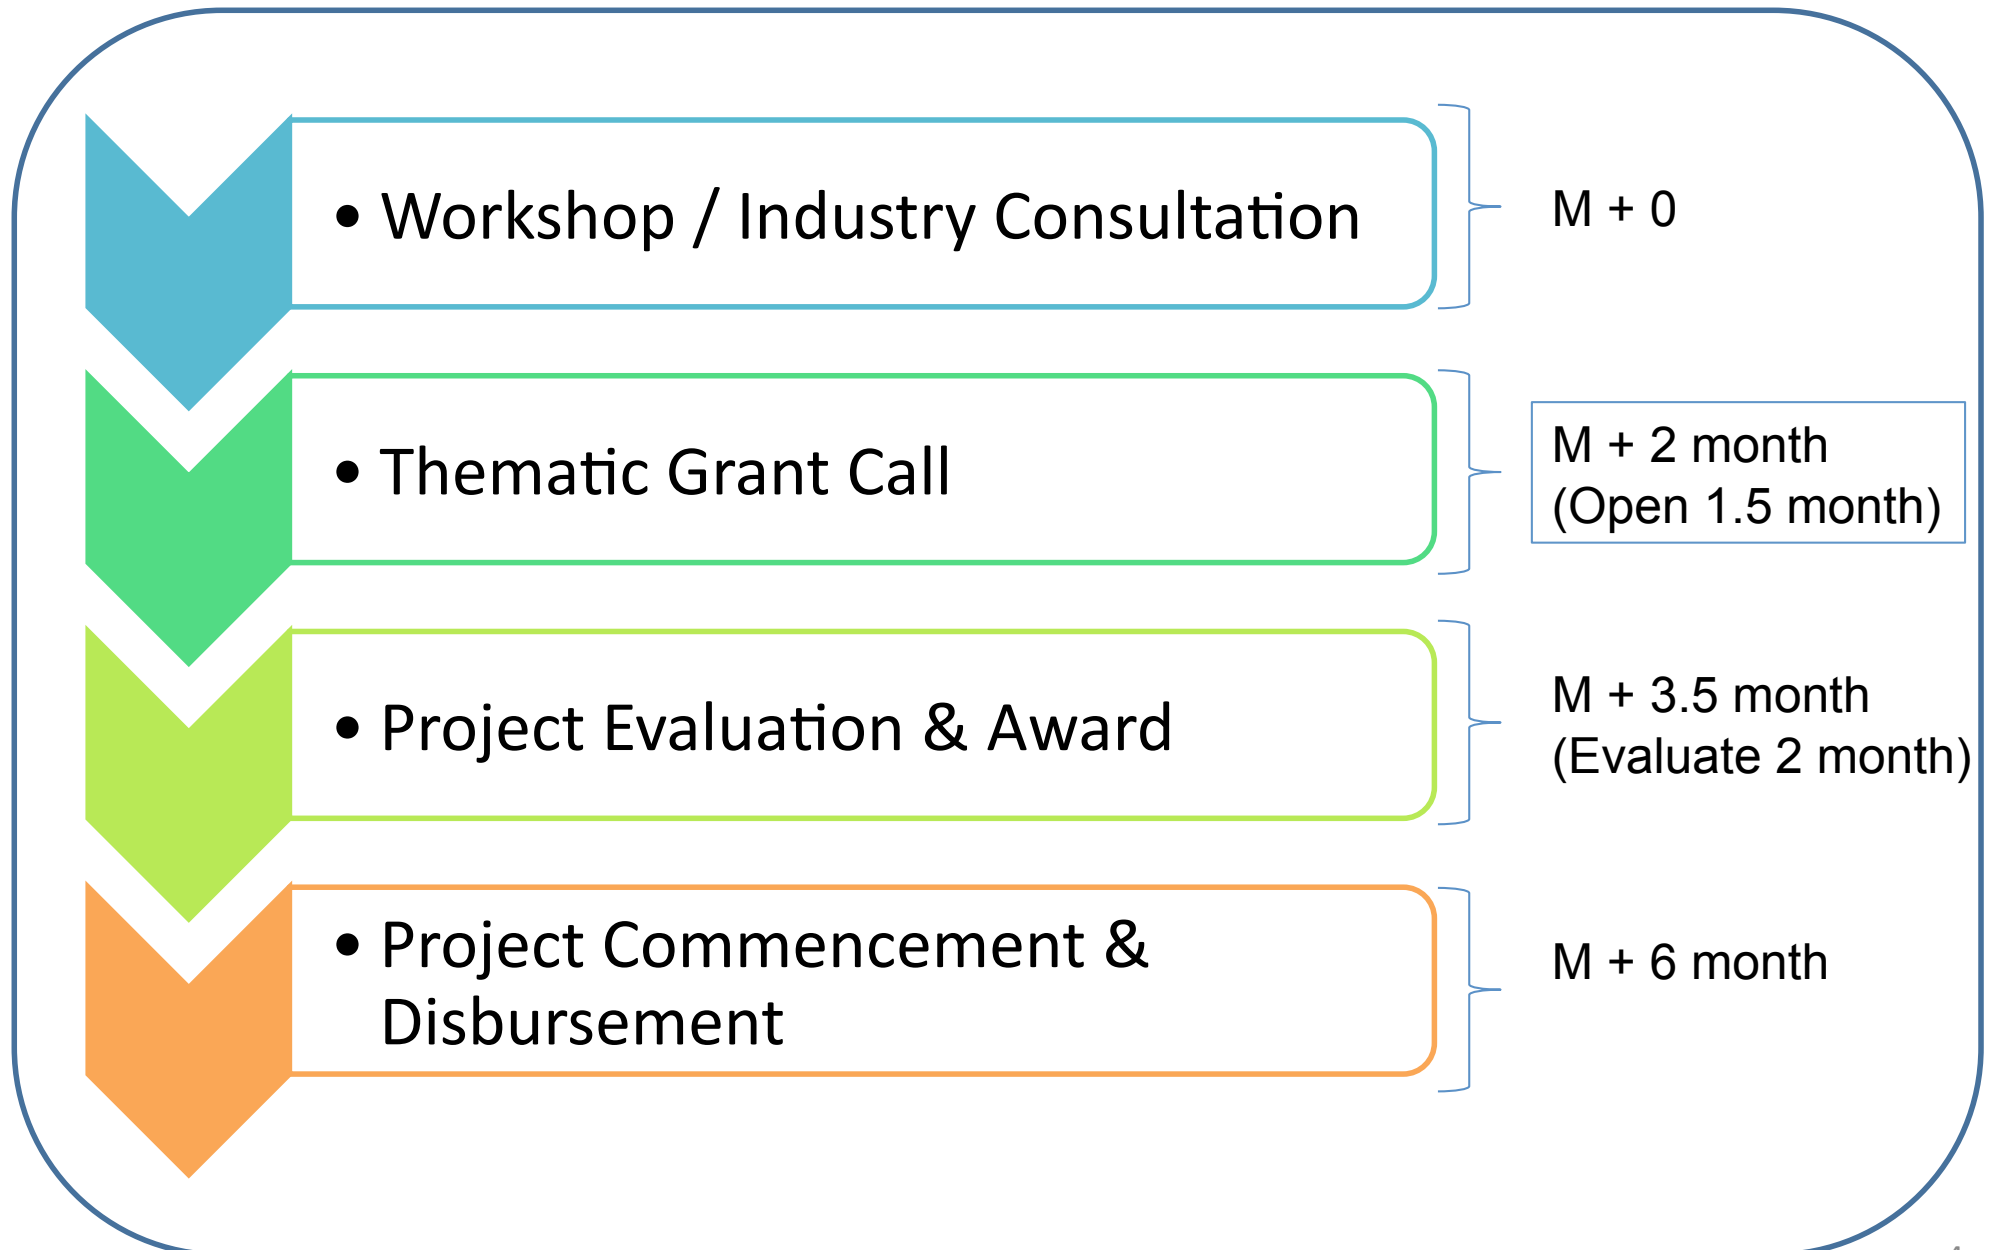 • Workshop / Industry Consultation
M + 0
• Thematic Grant Call
M + 2 month
(Open 1.5 month)
• Project Evaluation & Award
M + 3.5 month
(Evaluate 2 month)
• Project Commencement &
Disbursement
M + 6 month